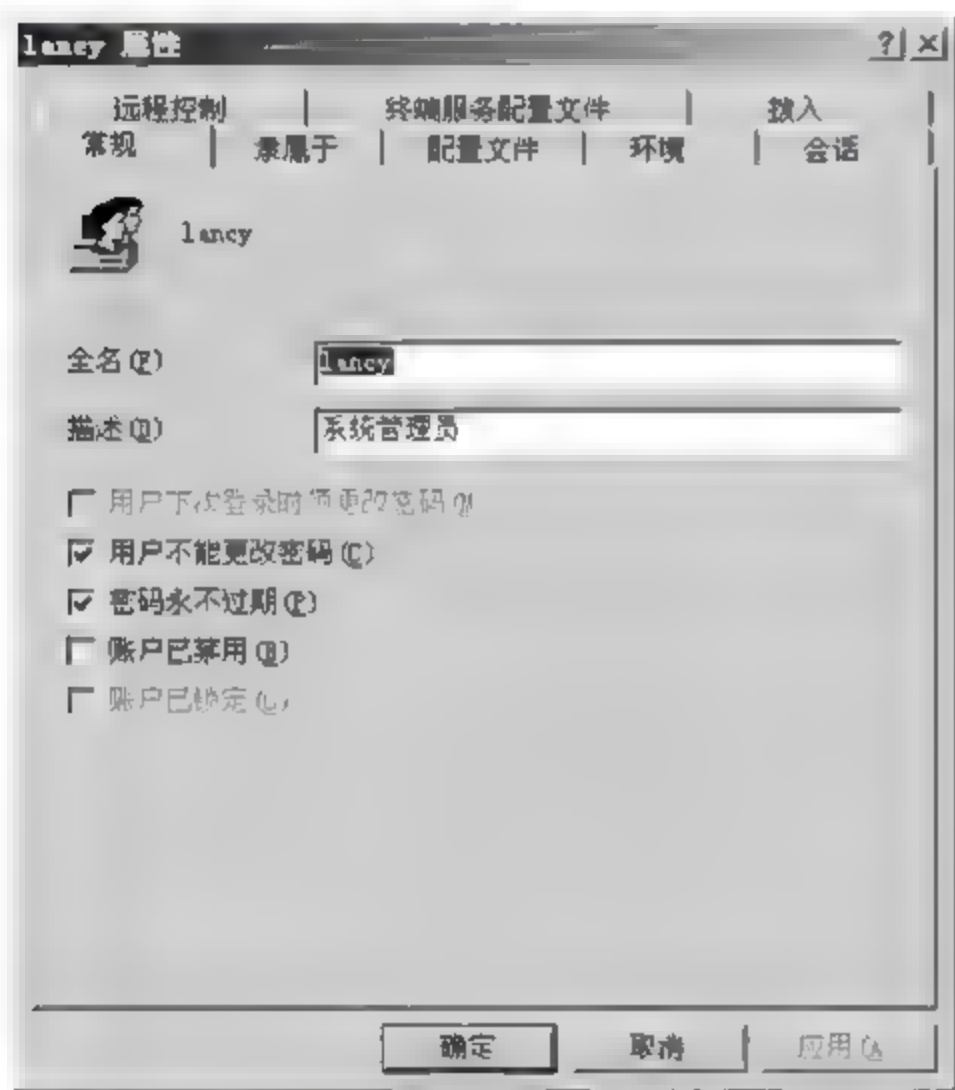 lancy 属性
远程控制 终端服务配置文件 拨入
常规 隶属于 配置文件 环境 会话
lancy
全名(F) lancy
描述(D) 系统管理员
用户下次登录时须更改密码(M)
用户不能更改密码(C)
密码永不过期(P)
账户已禁用(B)
账户已锁定(L)
确定 取消 应用(A